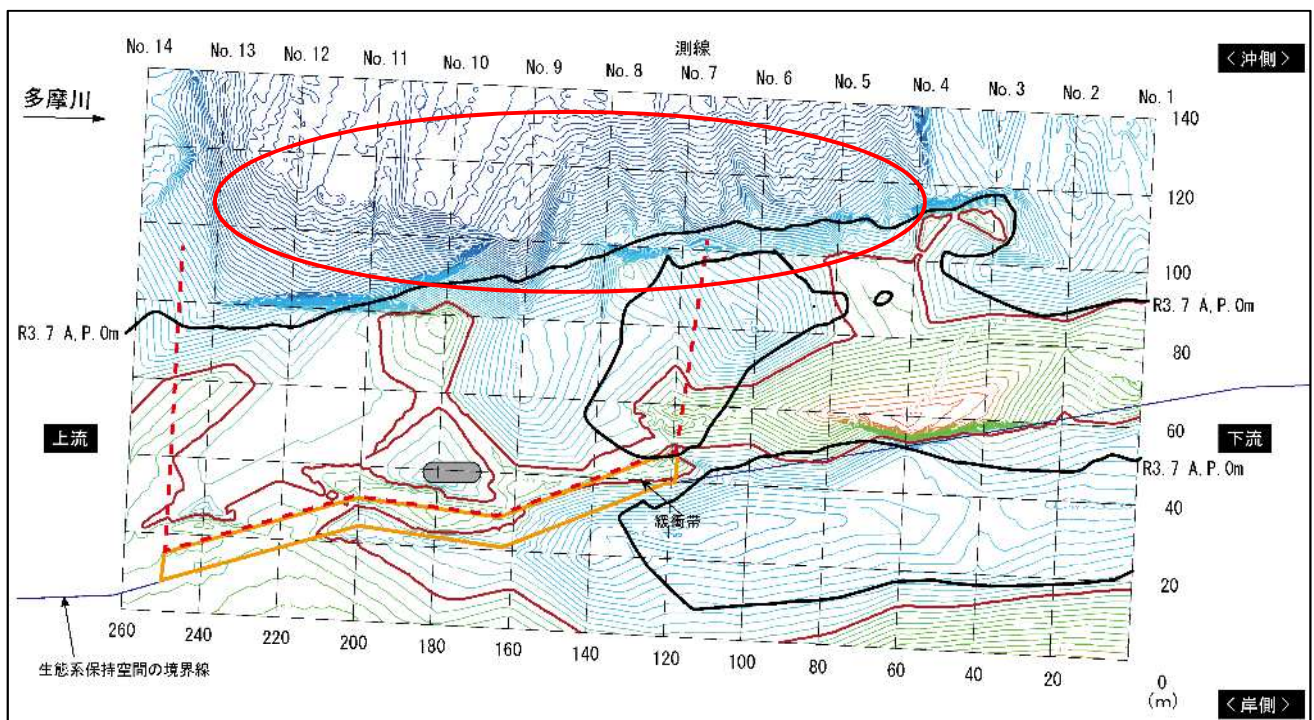 測線
No. 14
No. 13
No. 12
No. 11
No. 10
No. 9
No. 8
No. 7
No. 6
No. 5
No. 4
No. 3
No. 2
No. 1
<沖側>
多摩川
140
120
100
R3.7 A.P.0m
R3.7 A.P.0m
80
上流
60
下流
R3.7 A.P.0m
緩衝帯
40
20
260
240
220
200
180
160
140
120
100
80
60
40
20
0
(m)
生態系保持空間の境界線
<岸側>